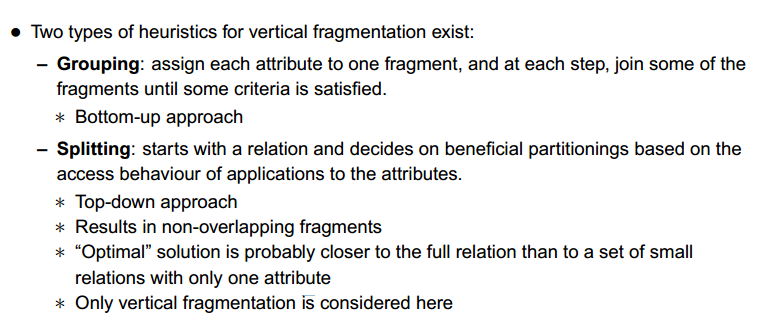 ● Two types of heuristics for vertical fragmentation exist:
– Grouping: assign each attribute to one fragment, and at each step, join some of the
fragments until some criteria is satisfied.
∗ Bottom-up approach
– Splitting: starts with a relation and decides on beneficial partitionings based on the
access behaviour of applications to the attributes.
∗ Top-down approach
∗ Results in non-overlapping fragments
∗ “Optimal” solution is probably closer to the full relation than to a set of small
relations with only one attribute
∗ Only vertical fragmentation is considered here